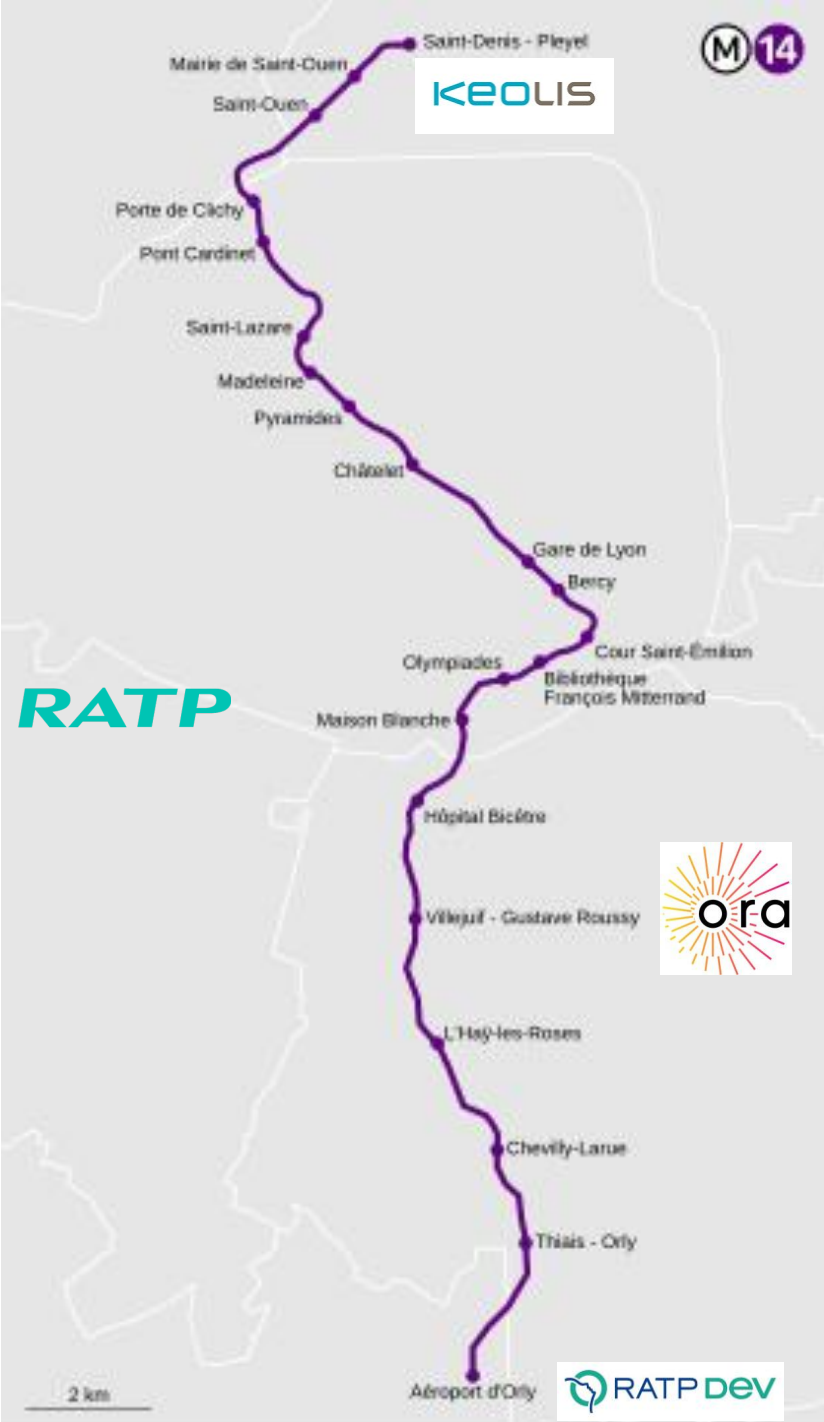 Saint-Denis - Pleyel
M 14
Mairie de Saint-Ouen
KEOLIS
Saint-Ouen
Porte de Clichy
Pont Cardinet
Saint-Lazare
Madeleine
Pyramides
Châtelet
Gare de Lyon
Bercy
Cour Saint-Émilion
Olympiades
Bibliothèque
François Mitterrand
RATP
Maison Blanche
Hôpital Bicêtre
ora
Villejuif - Gustave Roussy
L'Haÿ-les-Roses
Chevilly-Larue
Thiais - Orly
Aéroport d'Orly
RATP DEV
2 km